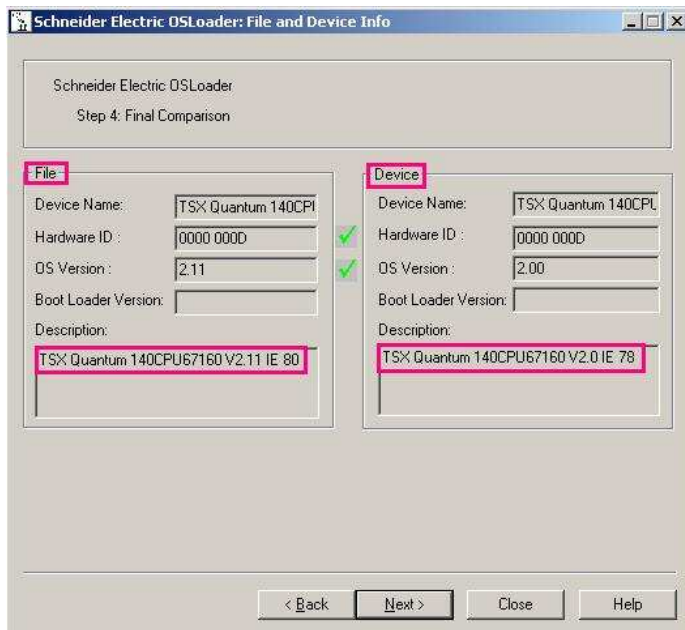 Schneider Electric OSLoader: File and Device Info
Schneider Electric OSLoader
Step 4: Final Comparison
File
Device Name: TSX Quantum 140CPU
Hardware ID : 0000 000D
OS Version : 2.11
Boot Loader Version:
Description:
TSX Quantum 140CPU67160 V2.11 IE 80
Device
Device Name: TSX Quantum 140CPU
Hardware ID : 0000 000D
OS Version : 2.00
Boot Loader Version:
Description:
TSX Quantum 140CPU67160 V2.0 IE 78
< Back Next > Close Help